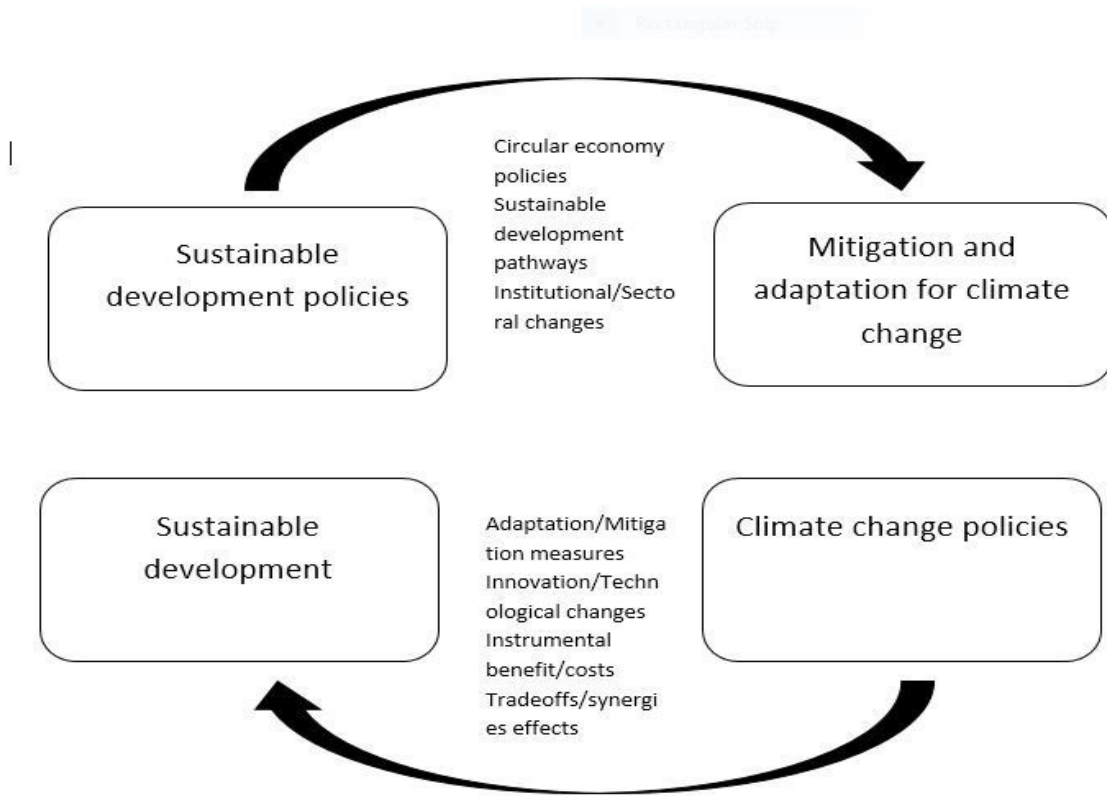 Rectangular Snip
Circular economy
policies
Sustainable
development
pathways
Institutional/Secto
ral changes
Sustainable
development policies
Mitigation and
adaptation for climate
change
Sustainable
development
Adaptation/Mitiga
tion measures
Innovation/Techn
ological changes
Instrumental
benefit/costs
Tradeoffs/synergi
es effects
Climate change policies